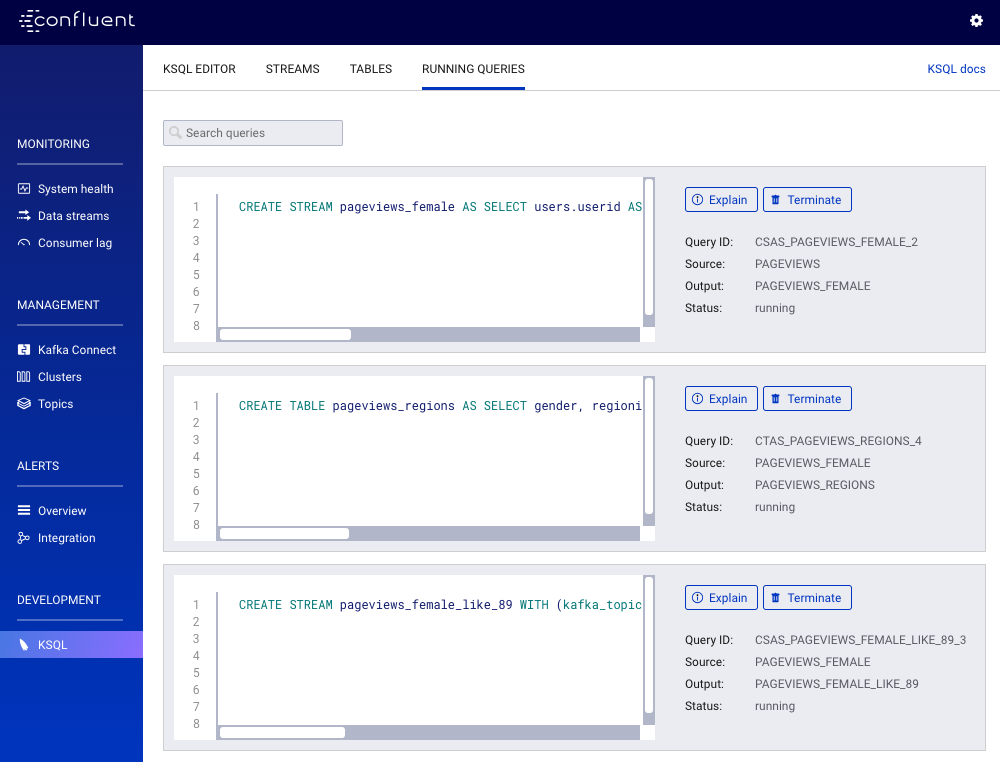 confluent
KSQL EDITOR STREAMS TABLES RUNNING QUERIES KSQL docs
Search queries
MONITORING
System health
Data streams
Consumer lag
MANAGEMENT
Kafka Connect
Clusters
Topics
ALERTS
Overview
Integration
DEVELOPMENT
KSQL
1 CREATE STREAM pageviews_female AS SELECT users.userid AS
2
3
4
5
6
7
8
Explain Terminate
Query ID: CSAS_PAGEVIEWS_FEMALE_2
Source: PAGEVIEWS
Output: PAGEVIEWS_FEMALE
Status: running
1 CREATE TABLE pageviews_regions AS SELECT gender, regioni
2
3
4
5
6
7
8
Explain Terminate
Query ID: CTAS_PAGEVIEWS_REGIONS_4
Source: PAGEVIEWS_FEMALE
Output: PAGEVIEWS_REGIONS
Status: running
1 CREATE STREAM pageviews_female_like_89 WITH (kafka_topic
2
3
4
5
6
7
8
Explain Terminate
Query ID: CSAS_PAGEVIEWS_FEMALE_LIKE_89_3
Source: PAGEVIEWS_FEMALE
Output: PAGEVIEWS_FEMALE_LIKE_89
Status: running